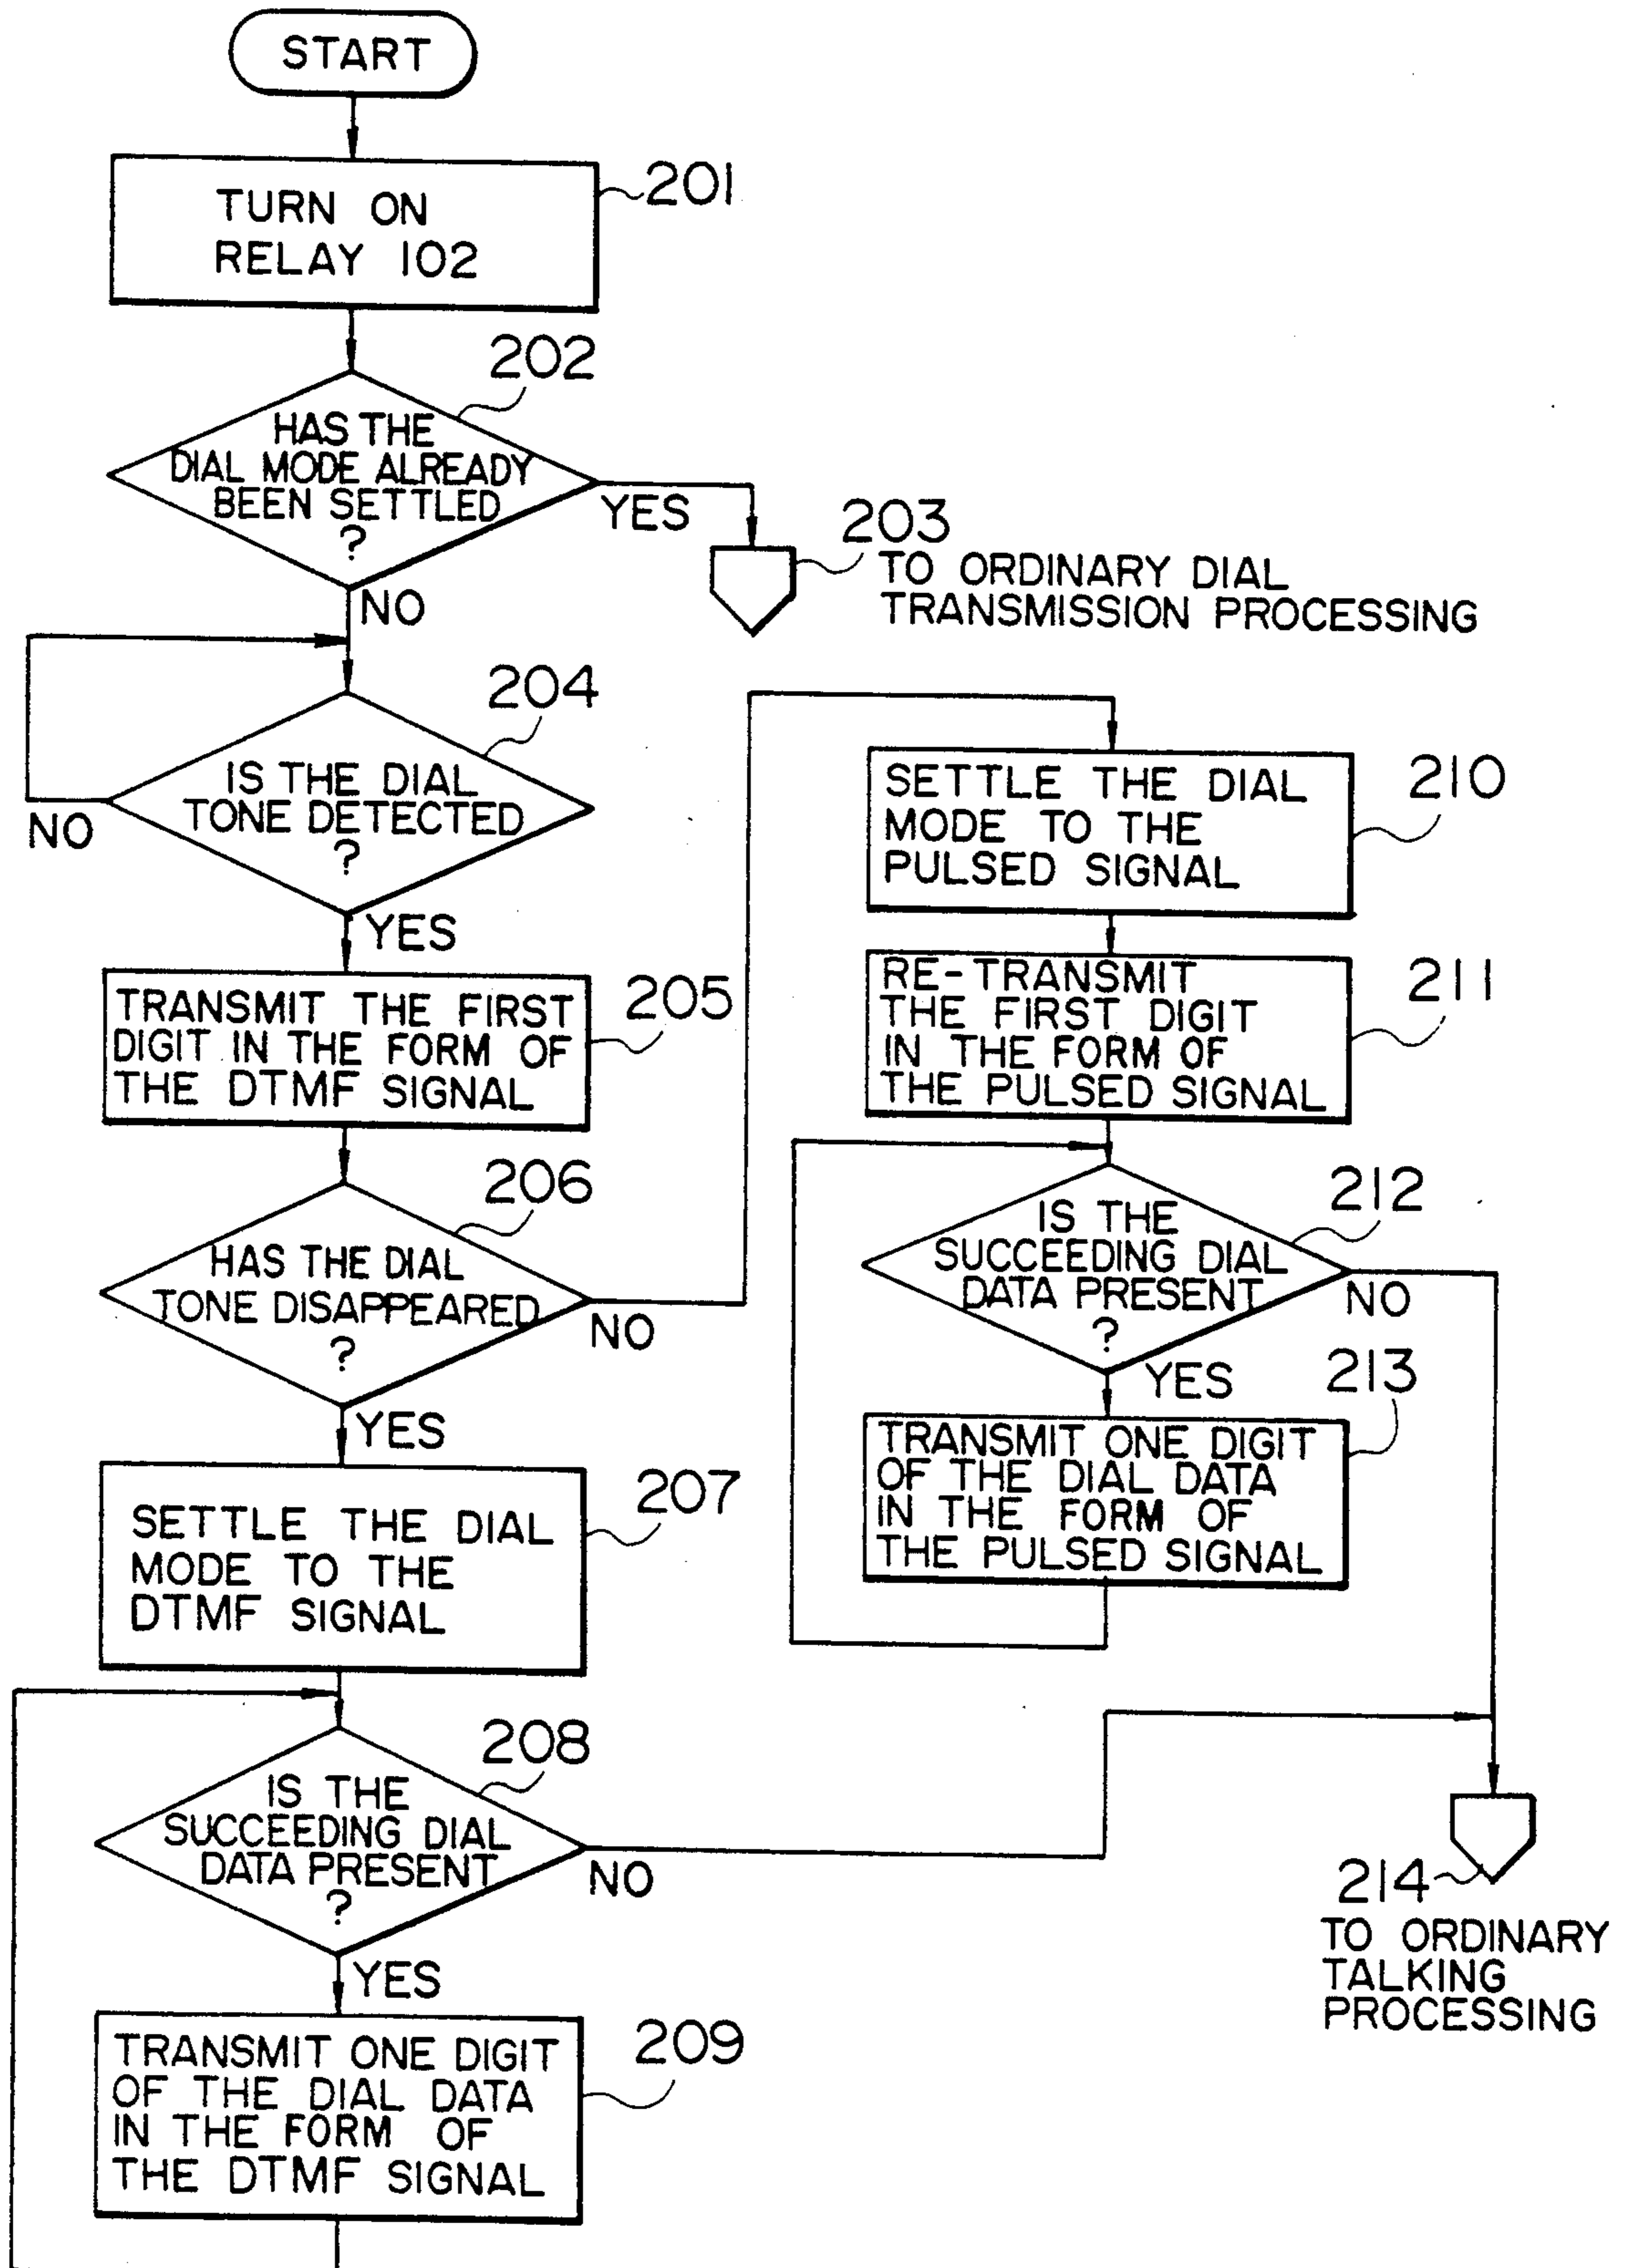 START
201
TURN ON
RELAY 102
202
HAS THE
DIAL MODE ALREADY
BEEN SETTLED
?
YES
203
TO ORDINARY DIAL
TRANSMISSION PROCESSING
NO
204
IS THE DIAL
TONE DETECTED
?
NO
YES
205
TRANSMIT THE FIRST
DIGIT IN THE FORM OF
THE DTMF SIGNAL
206
HAS THE DIAL
TONE DISAPPEARED
?
NO
YES
207
SETTLE THE DIAL
MODE TO THE
DTMF SIGNAL
208
IS THE
SUCCEEDING DIAL
DATA PRESENT
?
NO
YES
209
TRANSMIT ONE DIGIT
OF THE DIAL DATA
IN THE FORM OF
THE DTMF SIGNAL
210
SETTLE THE DIAL
MODE TO THE
PULSED SIGNAL
211
RE-TRANSMIT
THE FIRST DIGIT
IN THE FORM OF
THE PULSED SIGNAL
212
IS THE
SUCCEEDING DIAL
DATA PRESENT
?
NO
YES
213
TRANSMIT ONE DIGIT
OF THE DIAL DATA
IN THE FORM OF
THE PULSED SIGNAL
214
TO ORDINARY
TALKING
PROCESSING